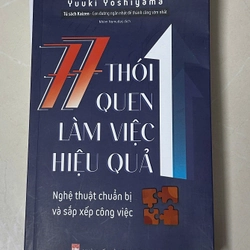 Yuuki Yoshiyama
77 THÓI
QUEN
LÀM VIỆC
HIỆU QUẢ
Nghệ thuật chuẩn bị
và sắp xếp công việc